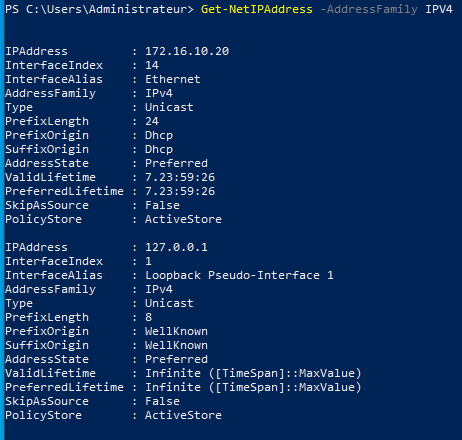 PS C:\Users\Administrateur> Get-NetIPAddress -AddressFamily IPV4
IPAddress : 172.16.10.20
InterfaceIndex : 14
InterfaceAlias : Ethernet
AddressFamily : IPv4
Type : Unicast
PrefixLength : 24
PrefixOrigin : Dhcp
SuffixOrigin : Dhcp
AddressState : Preferred
ValidLifetime : 7.23:59:26
PreferredLifetime : 7.23:59:26
SkipAsSource : False
PolicyStore : ActiveStore
IPAddress : 127.0.0.1
InterfaceIndex : 1
InterfaceAlias : Loopback Pseudo-Interface 1
AddressFamily : IPv4
Type : Unicast
PrefixLength : 8
PrefixOrigin : WellKnown
SuffixOrigin : WellKnown
AddressState : Preferred
ValidLifetime : Infinite ([TimeSpan]::MaxValue)
PreferredLifetime : Infinite ([TimeSpan]::MaxValue)
SkipAsSource : False
PolicyStore : ActiveStore